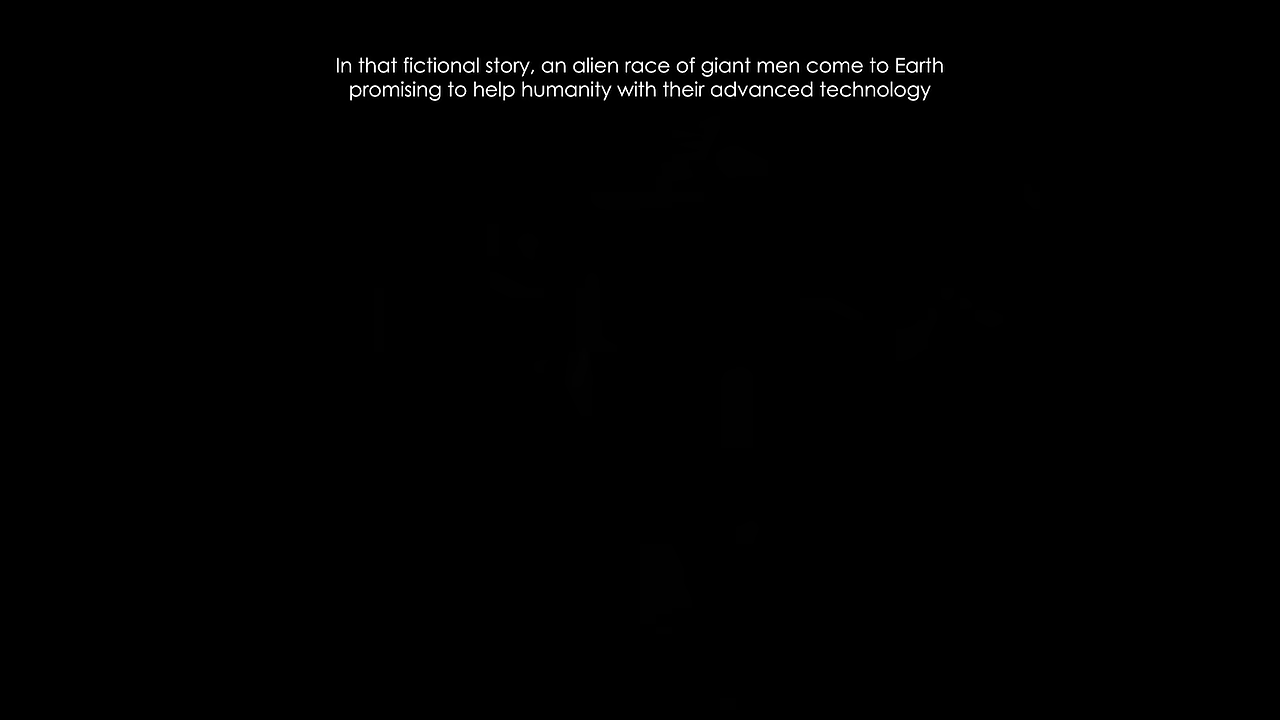 In that fictional story, an alien race of giant men come to Earth
promising to help humanity with their advanced technology